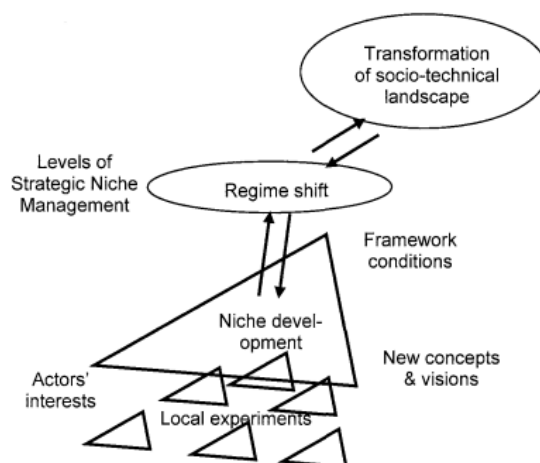 Transformation
of socio-technical
landscape
Levels of
Strategic Niche
Management
Regime shift
Framework
conditions
Niche devel-
opment
New concepts
& visions
Actors'
interests
Local experiments